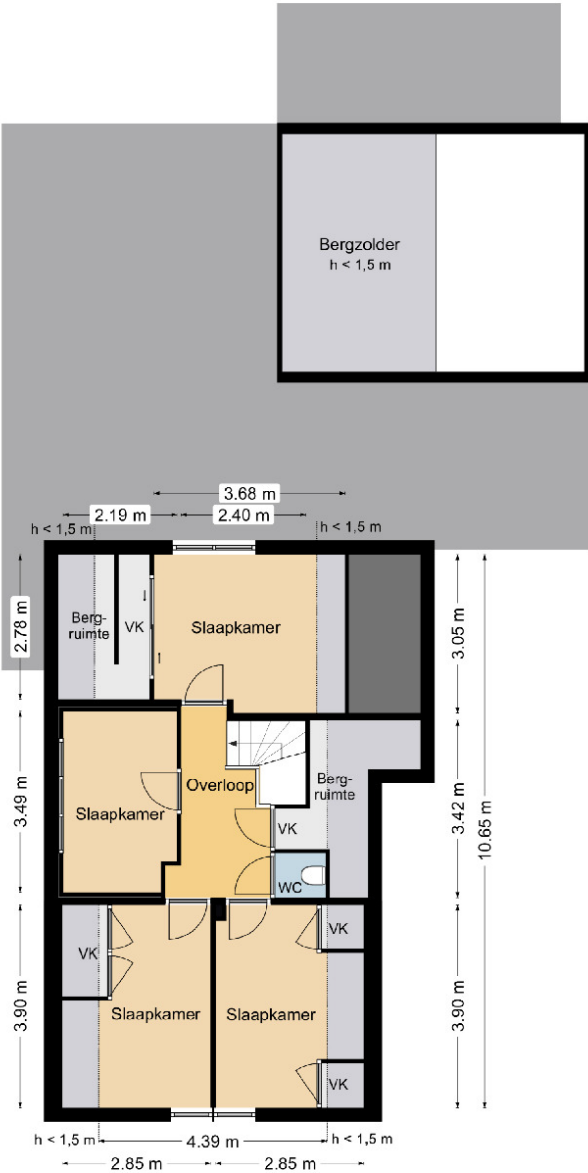 Bergzolder
h < 1,5 m
3.68 m
2.19 m
2.40 m
h < 1,5 m
h < 1,5 m
2.78 m
Berg-
ruimte
VK
Slaapkamer
3.05 m
3.49 m
Slaapkamer
Overloop
Berg-
ruimte
VK
WC
3.42 m
10.65 m
3.90 m
VK
Slaapkamer
Slaapkamer
VK
VK
3.90 m
h < 1,5 m
4.39 m
h < 1,5 m
2.85 m
2.85 m